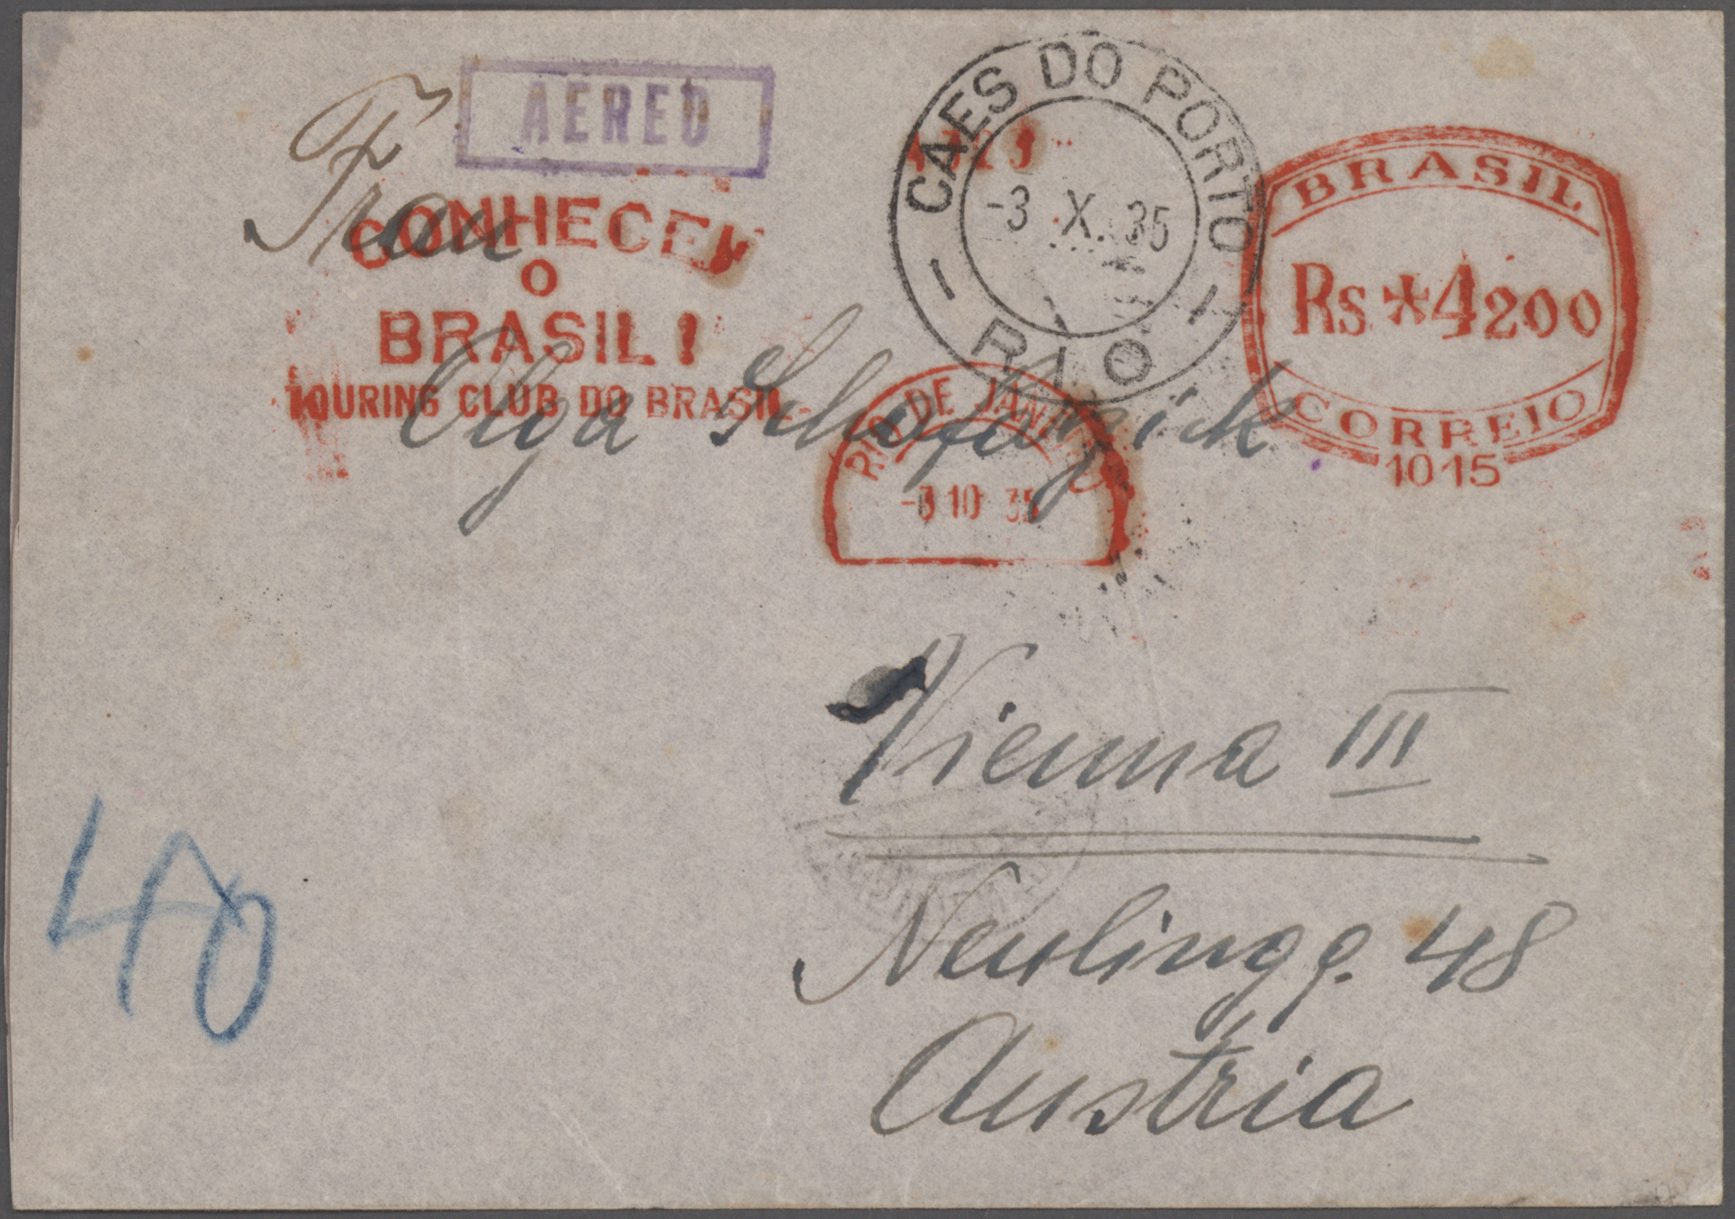 AEREO
Frau
CONHECEI
O
BRASIL!
TOURING CLUB DO BRASIL
CAES DO PORTO
-3 X. 35
RIO
BRASIL
Rs *4200
CORREIO
1015
Olga
RIO DE JANEIRO
-3 10 35
Vienna III
Neulingg. 48
Austria
40